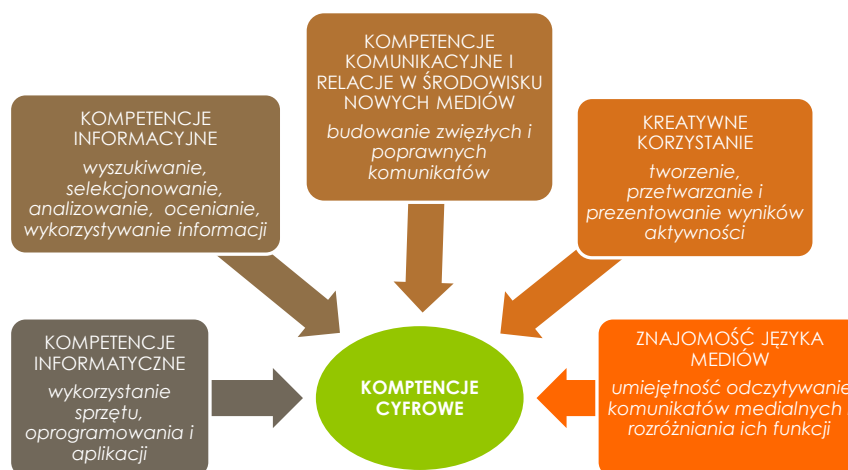 KOMPETENCJE
KOMUNIKACYJNE I
RELACJE W ŚRODOWISKU
NOWYCH MEDIÓW
budowanie zwięzłych i
poprawnych
komunikatów
KOMPETENCJE
INFORMACYJNE
wyszukiwanie,
selekcjonowanie,
analizowanie, ocenianie,
wykorzystywanie informacji
KREATYWNE
KORZYSTANIE
tworzenie,
przetwarzanie i
prezentowanie wyników
aktywności
KOMPETENCJE
INFORMATYCZNE
wykorzystanie
sprzętu,
oprogramowania i
aplikacji
KOMPTENCJE
CYFROWE
ZNAJOMOŚĆ JĘZYKA
MEDIÓW
umiejętność odczytywanie
komunikatów medialnych
rozróżniania ich funkcji